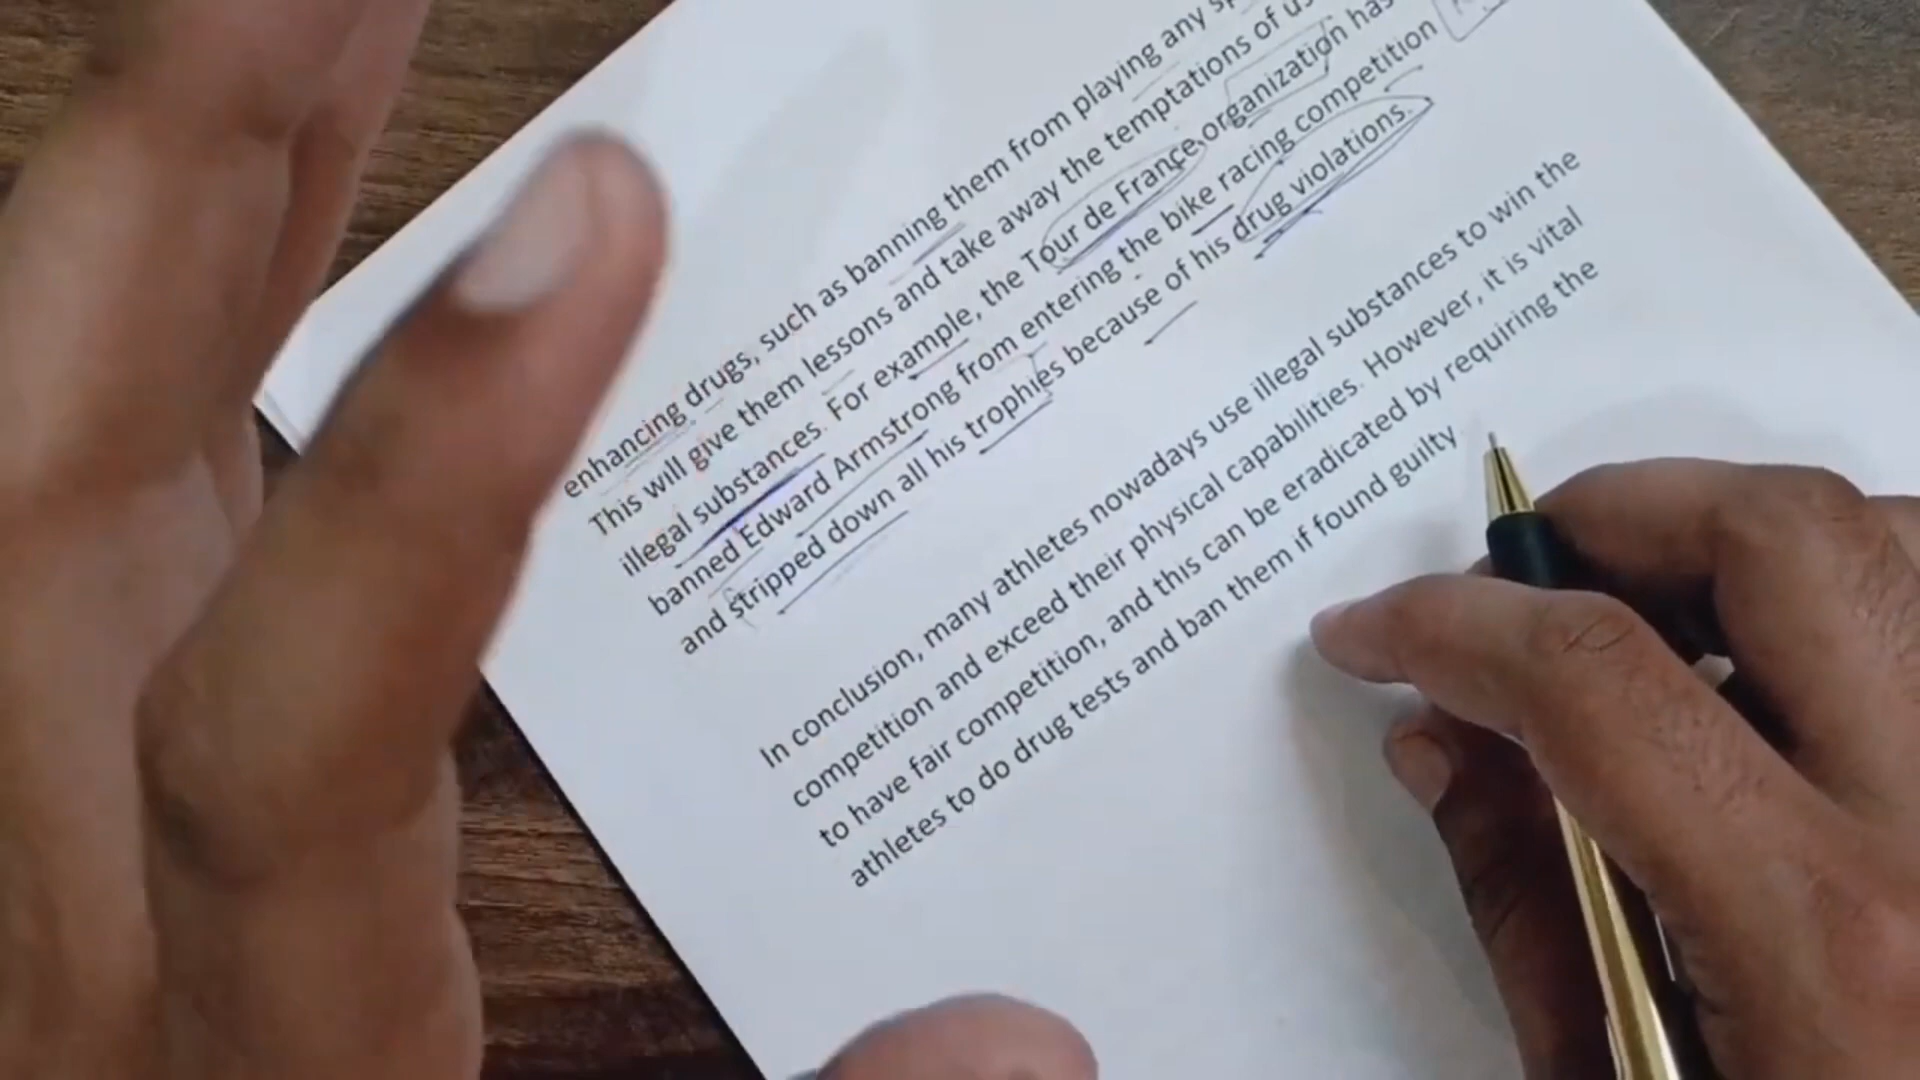 enhancing drugs, such as banning them from playing any
This will give them lessons and take away the temptations of
illegal substances. For example, the Tour de France organization has
banned Edward Armstrong from entering the bike racing competition
and stripped down all his trophies because of his drug violations.
In conclusion, many athletes nowadays use illegal substances to win the
competition and exceed their physical capabilities. However, it is vital
to have fair competition, and this can be eradicated by requiring the
athletes to do drug tests and ban them if found guilty